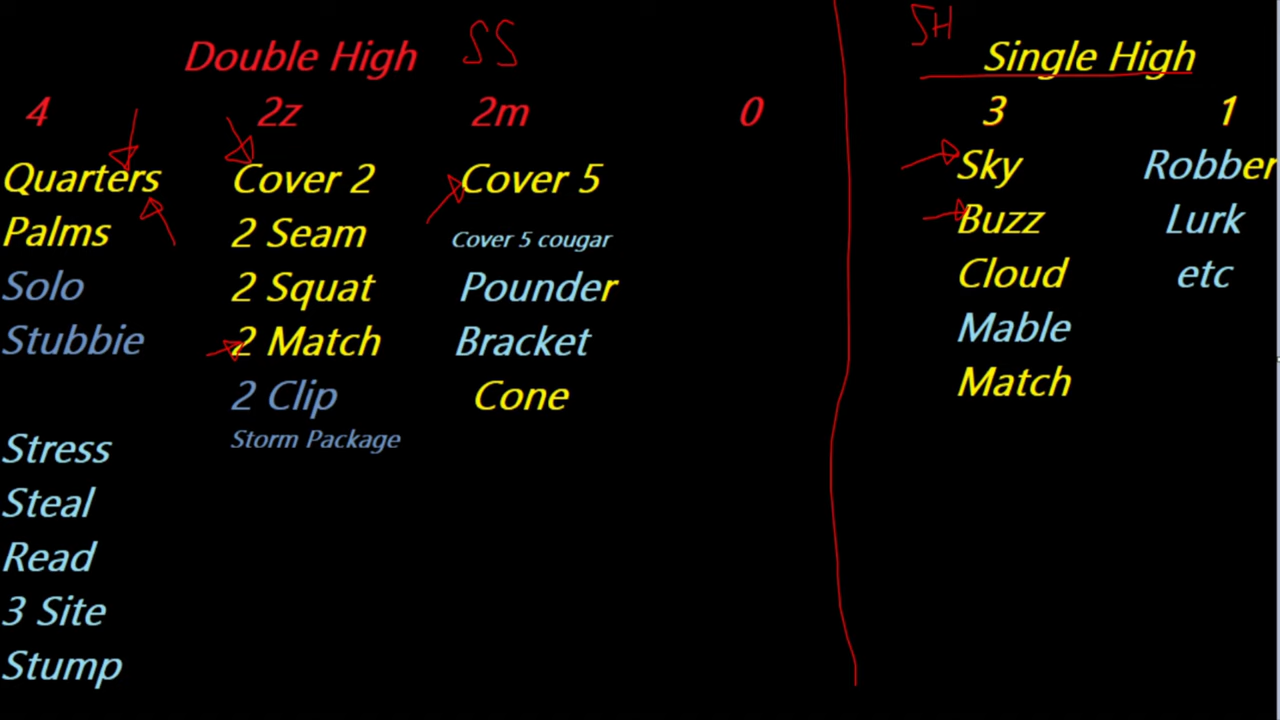 Double High SS
4 2z 2m 0
Quarters Cover 2 Cover 5
Palms 2 Seam Cover 5 cougar
Solo 2 Squat Pounder
Stubbie 2 Match Bracket
2 Clip Cone
Storm Package
Stress
Steal
Read
3 Site
Stump
SH Single High
3 1
Sky Robber
Buzz Lurk
Cloud etc
Mable
Match